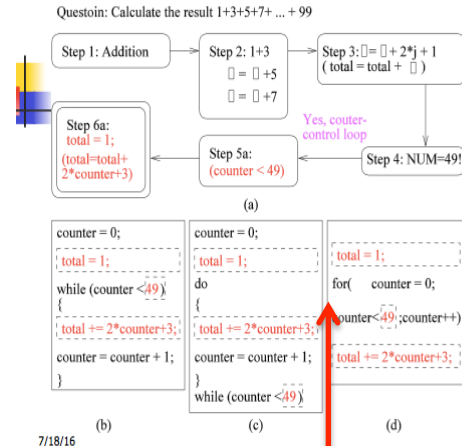 Questoin: Calculate the result 1+3+5+7+ ... + 99
Step 1: Addition
Step 2: 1+3
▯ = ▯ +5
▯ = ▯ +7
Step 3:▯= ▯ + 2*j + 1
( total = total + ▯ )
Step 6a:
total = 1;
(total=total+
2*counter+3)
Step 5a:
(counter < 49)
Yes, couter-
control loop
Step 4: NUM=49!
(a)
counter = 0;
total = 1;
while (counter <49)
{
total += 2*counter+3;
counter = counter + 1;
}
(b)
counter = 0;
total = 1;
do
{
total += 2*counter+3;
counter = counter + 1;
}
while (counter <49)
(c)
total = 1;
for( counter = 0;
ounter<49 ;counter++)
total += 2*counter+3;
(d)
7/18/16